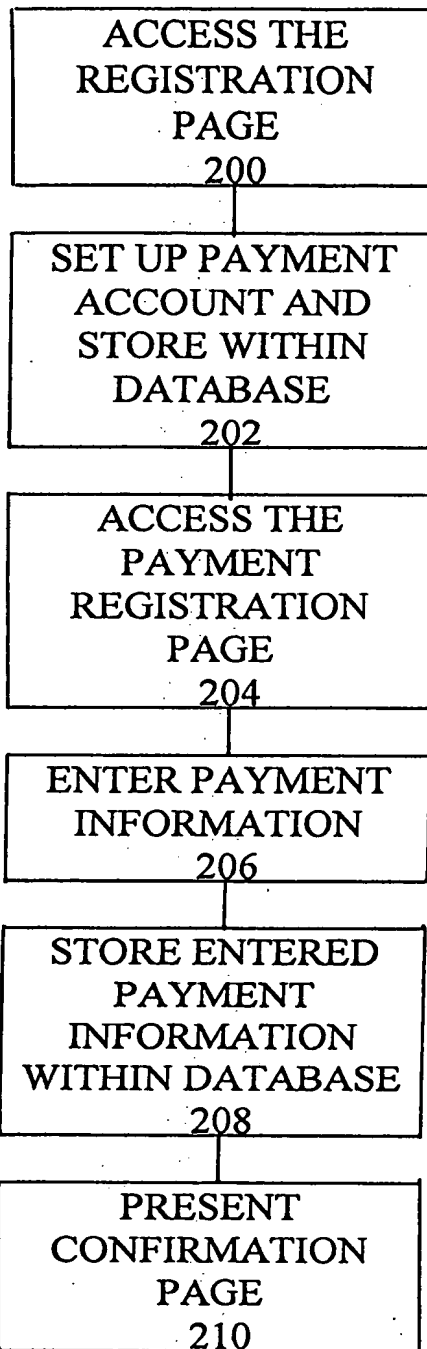 ACCESS THE
REGISTRATION
PAGE
200
SET UP PAYMENT
ACCOUNT AND
STORE WITHIN
DATABASE
202
ACCESS THE
PAYMENT
REGISTRATION
PAGE
204
ENTER PAYMENT
INFORMATION
206
STORE ENTERED
PAYMENT
INFORMATION
WITHIN DATABASE
208
PRESENT
CONFIRMATION
PAGE
210